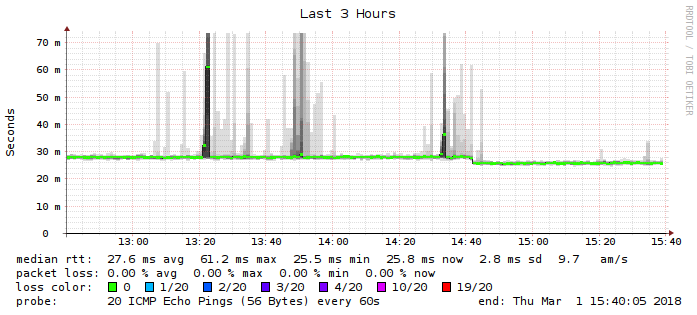 Last 3 Hours
RRDTOOL / TOBI OETIKER
Seconds
70 m
60 m
50 m
40 m
30 m
20 m
10 m
0
13:00 13:20 13:40 14:00 14:20 14:40 15:00 15:20 15:40
median rtt: 27.6 ms avg 61.2 ms max 25.5 ms min 25.8 ms now 2.8 ms sd 9.7 am/s
packet loss: 0.00 % avg 0.00 % max 0.00 % min 0.00 % now
loss color: 0 1/20 2/20 3/20 4/20 10/20 19/20
probe: 20 ICMP Echo Pings (56 Bytes) every 60s end: Thu Mar 1 15:40:05 2018